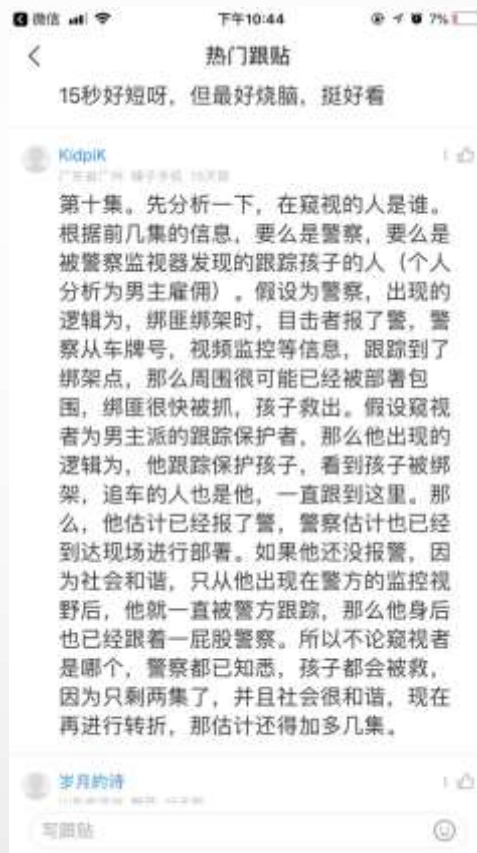 微信 下午10:44 7%
热门跟贴
15秒好短呀，但最好烧脑，挺好看
KidpiK 1
第十集。先分析一下，在窥视的人是谁。
根据前几集的信息，要么是警察，要么是
被警察监视器发现的跟踪孩子的人（个人
分析为男主雇佣）。假设为警察，出现的
逻辑为，绑匪绑架时，目击者报了警，警
察从车牌号，视频监控等信息，跟踪到了
绑架点，那么周围很可能已经被部署包
围，绑匪很快被抓，孩子救出。假设窥视
者为男主派的跟踪保护者，那么他出现的
逻辑为，他跟踪保护孩子，看到孩子被绑
架，追车的人也是他，一直跟到这里。那
么，他估计已经报了警，警察估计也已经
到达现场进行部署。如果他还没报警，因
为社会和谐，只从他出现在警方的监控视
野后，他就一直被警方跟踪，那么他身后
也已经跟着一屁股警察。所以不论窥视者
是哪个，警察都已知悉，孩子都会被救，
因为只剩两集了，并且社会很和谐，现在
再进行转折，那估计还得加多几集。
岁月的诗 1
写跟贴